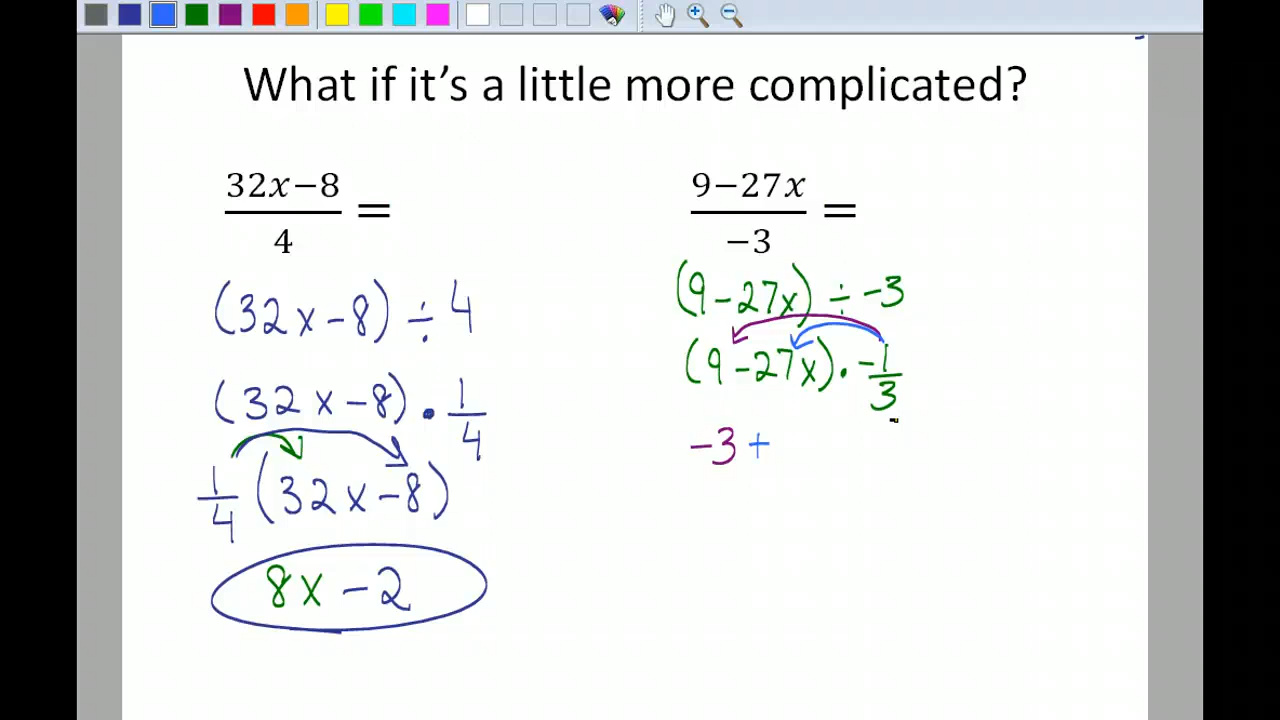 What if it's a little more complicated?
32x−8
4
=
(32x−8) ÷ 4
(32x−8) • 1/4
1/4 (32x−8)
8x − 2
9−27x
−3
=
(9−27x) ÷ −3
(9−27x) • −1/3
−3 +